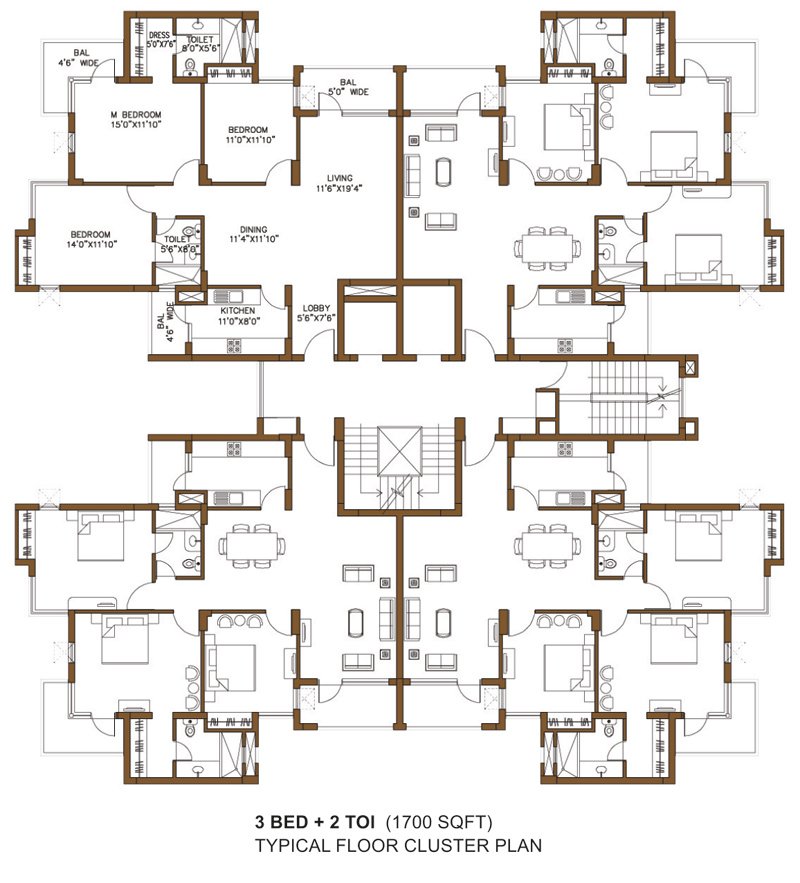 DRESS
5'0"X7'6"
TOILET
8'0"X5'6"
BAL
4'6" WIDE
BAL
5'0" WIDE
M BEDROOM
15'0"X11'10"
BEDROOM
11'0"X11'10"
LIVING
11'6"X19'4"
BEDROOM
14'0"X11'10"
TOILET
5'6"X8'0"
DINING
11'4"X11'10"
BAL
4'6" WIDE
KITCHEN
11'0"X8'0"
LOBBY
5'6"X7'6"
3 BED + 2 TOI (1700 SQFT)
TYPICAL FLOOR CLUSTER PLAN